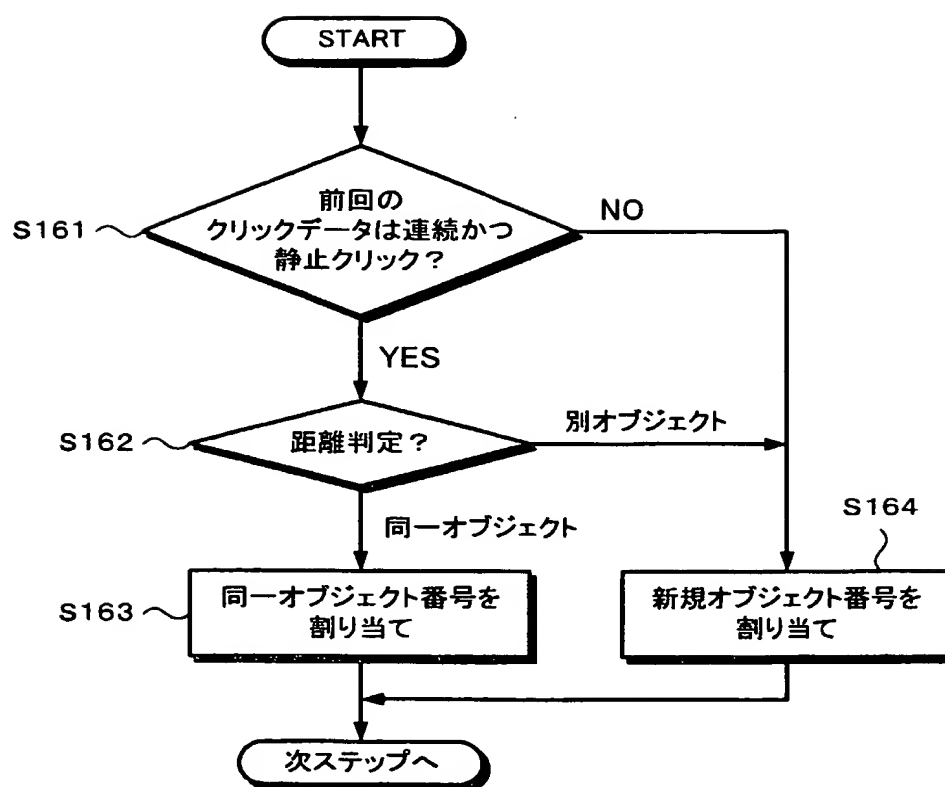 START
前回の
クリックデータは連続かつ
静止クリック？
S161
NO
YES
S162
距離判定？
別オブジェクト
同一オブジェクト
S164
S163
同一オブジェクト番号を
割り当て
新規オブジェクト番号を
割り当て
次ステップへ